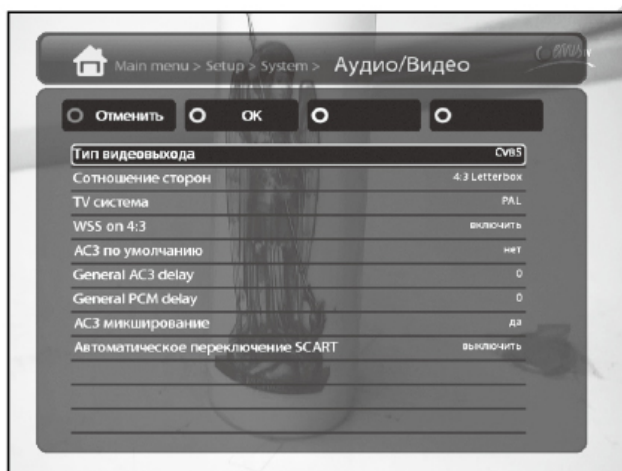 Main menu > Setup > System > Аудио/Видео
Отменить OK
Тип видеовыхода CVBS
Сотношение сторон 4:3 Letterbox
TV система PAL
WSS on 4:3 включить
AC3 по умолчанию нет
General AC3 delay 0
General PCM delay 0
AC3 микширование да
Автоматическое переключение SCART выключить